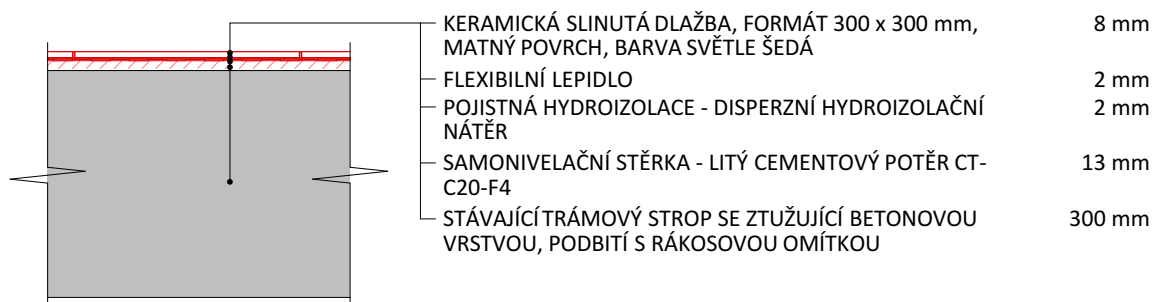 KERAMICKÁ SLINUTÁ DLAŽBA, FORMÁT 300 x 300 mm, 8 mm
MATNÝ POVRCH, BARVA SVĚTLE ŠEDÁ
FLEXIBILNÍ LEPIDLO 2 mm
POJISTNÁ HYDROIZOLACE - DISPERZNÍ HYDROIZOLAČNÍ 2 mm
NÁTĚR
SAMONIVELAČNÍ STĚRKA - LITÝ CEMENTOVÝ POTĚR CT- 13 mm
C20-F4
STÁVAJÍCÍ TRÁMOVÝ STROP SE ZTUŽUJÍCÍ BETONOVOU 300 mm
VRSTVOU, PODBITÍ S RÁKOSOVOU OMÍTKOU